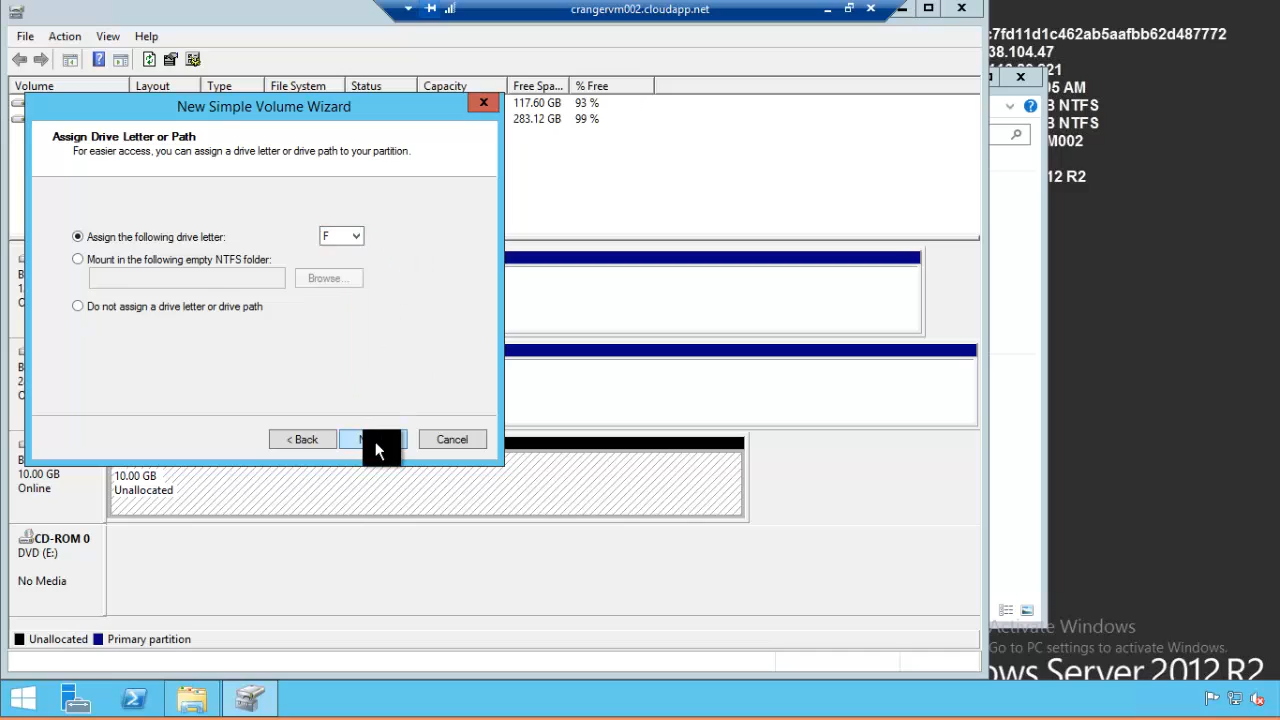 crangervm002.cloudapp.net
File Action View Help
Volume Layout Type File System Status Capacity Free Spa... % Free
117.60 GB 93 %
283.12 GB 99 %
New Simple Volume Wizard
Assign Drive Letter or Path
For easier access, you can assign a drive letter or drive path to your partition.
Assign the following drive letter: F
Mount in the following empty NTFS folder:
Browse...
Do not assign a drive letter or drive path
< Back Cancel
10.00 GB
Online
10.00 GB
Unallocated
CD-ROM 0
DVD (E:)
No Media
Unallocated Primary partition
:7fd11d1c462ab5aafbb62d487772
38.104.47
5 AM
3 NTFS
3 NTFS
M002
12 R2
Activate Windows
Go to PC settings to activate Windows.
ows Server 2012 R2